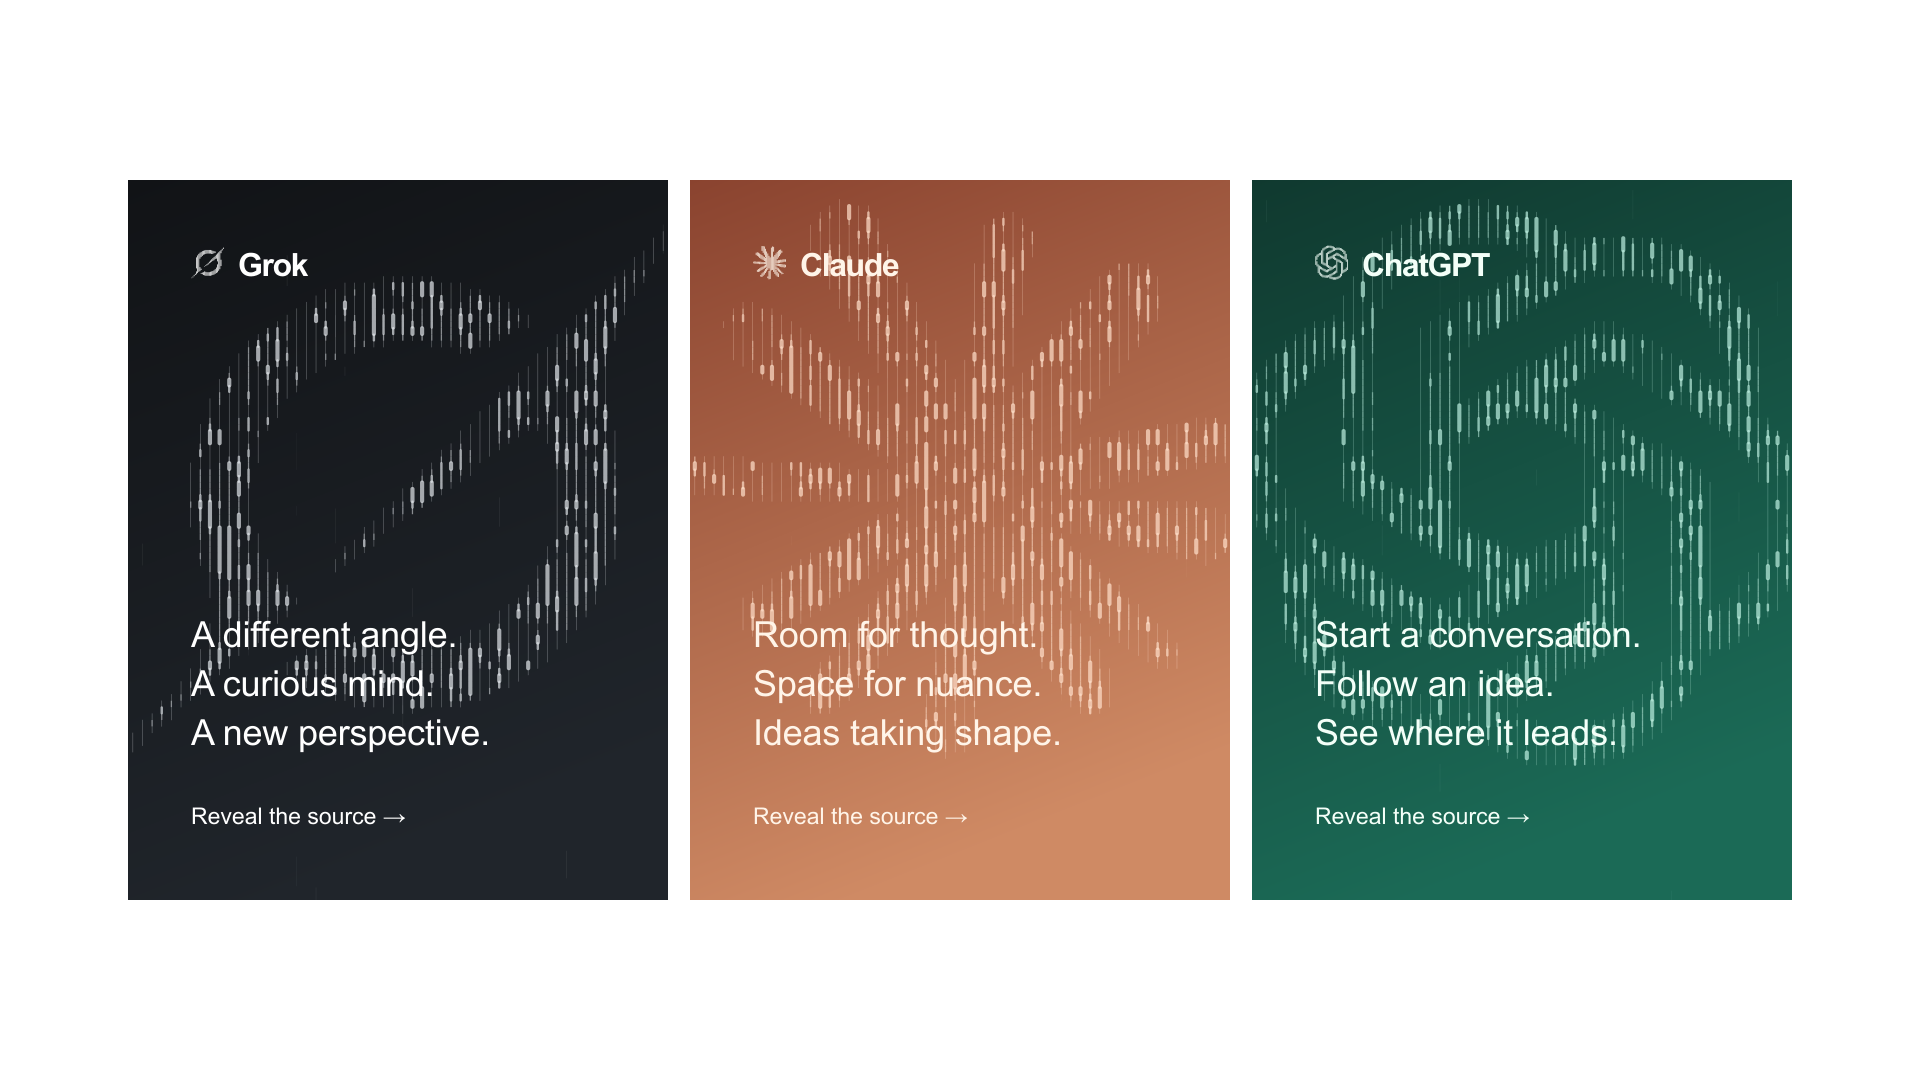 Grok
A different angle.
A curious mind.
A new perspective.
Reveal the source →
Claude
Room for thought.
Space for nuance.
Ideas taking shape.
Reveal the source →
ChatGPT
Start a conversation.
Follow an idea.
See where it leads.
Reveal the source →